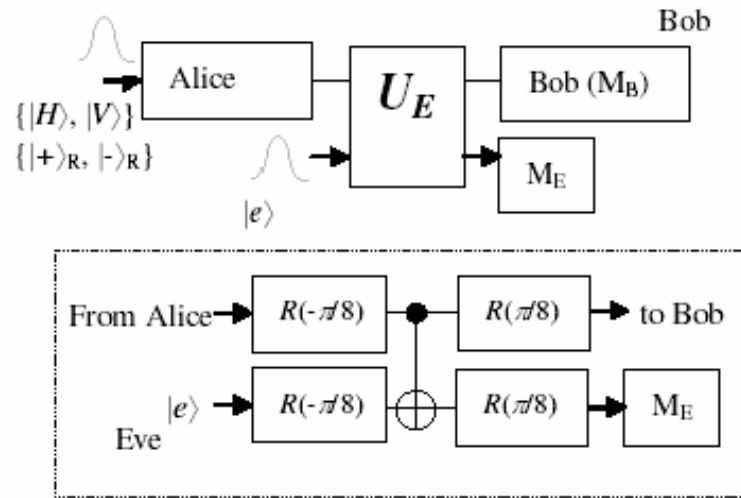 Bob
Alice
U_E
Bob (M_B)
{|H⟩, |V⟩}
{|+⟩_R, |-⟩_R}
M_E
|e⟩
From Alice
R(-π/8)
R(π/8)
to Bob
|e⟩
R(-π/8)
R(π/8)
M_E
Eve